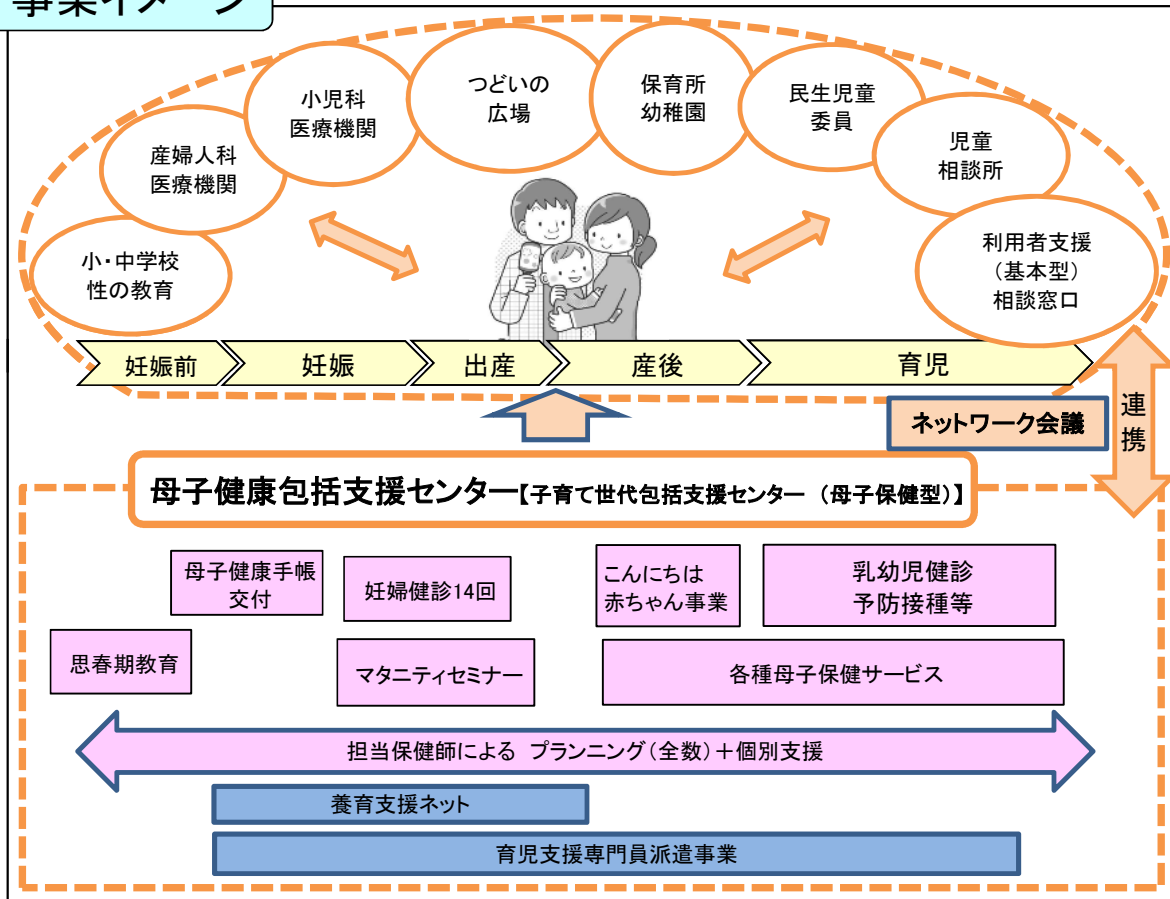 事業イメージ
つどいの
広場
保育所
幼稚園
小児科
医療機関
民生児童
委員
産婦人科
医療機関
児童
相談所
小・中学校
性の教育
利用者支援
(基本型)
相談窓口
妊娠前
妊娠
出産
産後
育児
連携
ネットワーク会議
母子健康包括支援センター【子育て世代包括支援センター (母子保健型)】
母子健康手帳
交付
妊婦健診14回
こんにちは
赤ちゃん事業
乳幼児健診
予防接種等
思春期教育
マタニティセミナー
各種母子保健サービス
担当保健師による プランニング(全数)+個別支援
養育支援ネット
育児支援専門員派遣事業